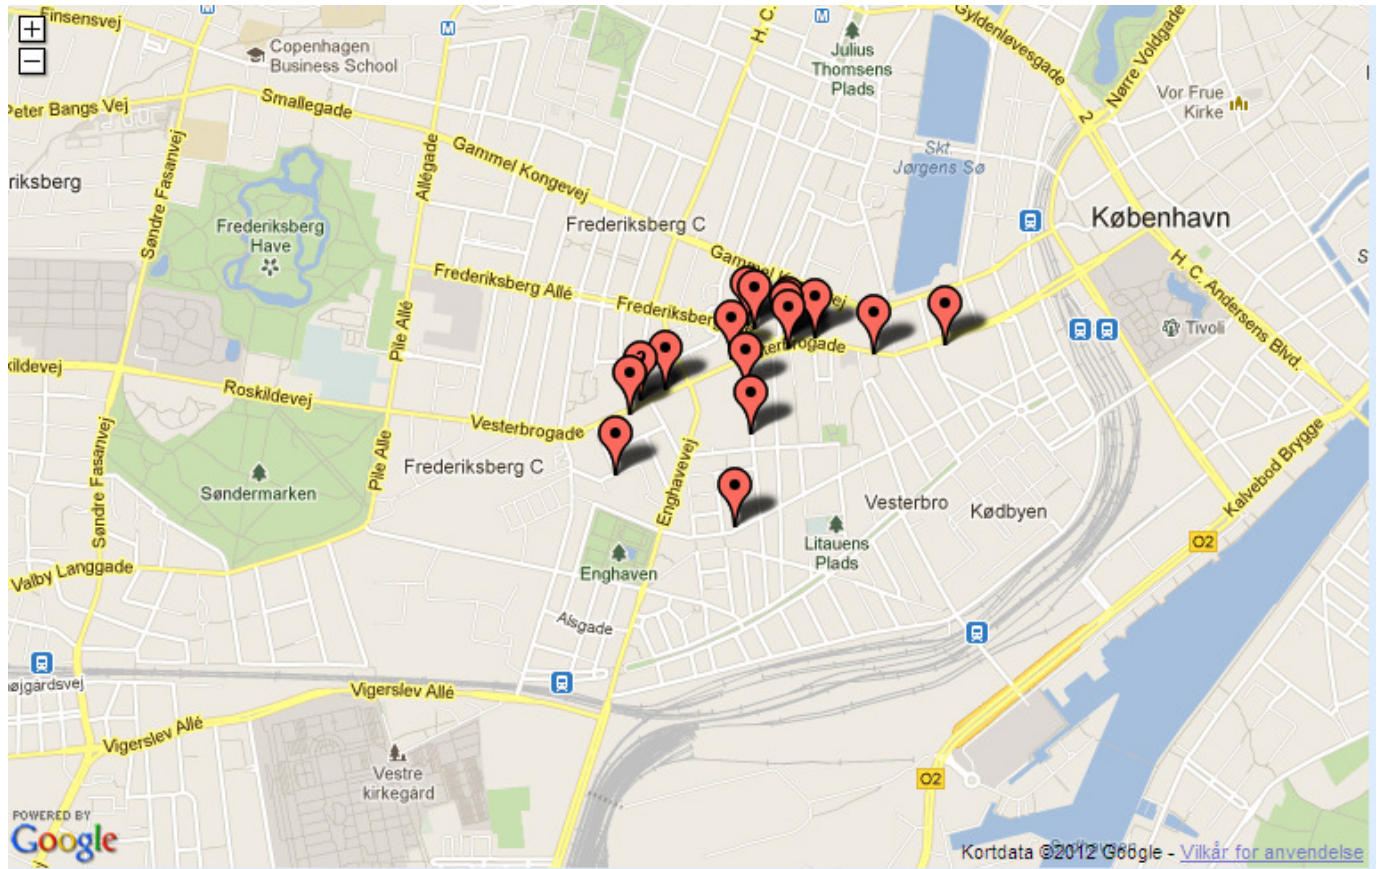 Finsensvej
M
M
M
H. C.
Gyldenløvesgade
Nørre Voldgade
Copenhagen
Business School
Julius
Thomsens
Plads
Peter Bangs Vej
Smallegade
Vor Frue
Kirke
2
Allégade
Gammel Kongevej
Skt.
Jørgens Sø
riksberg
Søndre Fasanvej
Frederiksberg
Have
Frederiksberg C
København
Gammel
Frederiksberg Allé
H. C. Andersens Blvd.
Tivoli
Pile Allé
Roskildevej
Vesterbrogade
Frederiksberg C
Søndermarken
Pile Alle
Søndre Fasanvej
Enghavevej
Vesterbro
Kødbyen
Kalvebod Brygge
Litauens
Plads
O2
Enghaven
Valby Langgade
Alsgade
Vigerslev Allé
Vigerslev Allé
Vestre
kirkegård
O2
POWERED BY
Google
Kortdata ©2012 Google - Vilkår for anvendelse